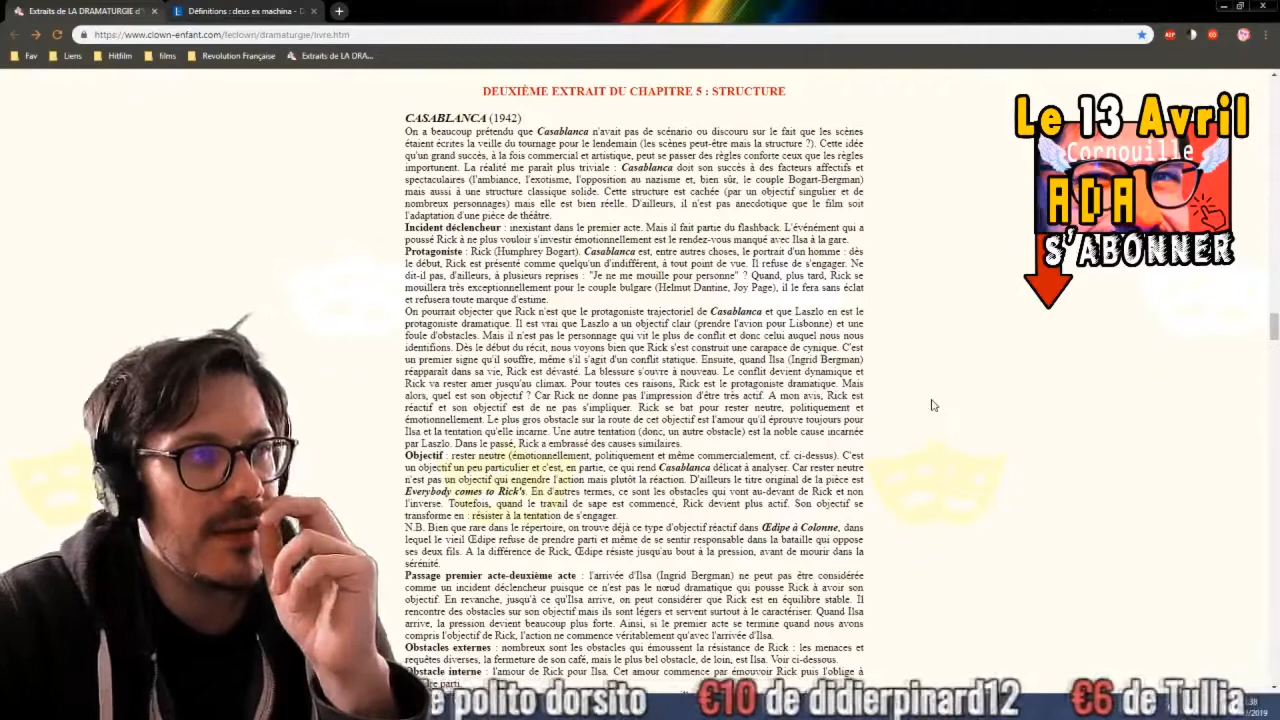 Extraits de LA DRAMATURGIE d'
Définitions : deus ex machina - D
https://www.clown-enfant.com/leclown/dramaturgie/livre.htm
Fav
Liens
Hitfilm
films
Revolution Française
Extraits de LA DRA...
DEUXIÈME EXTRAIT DU CHAPITRE 5 : STRUCTURE
CASABLANCA (1942)
On a beaucoup prétendu que Casablanca n'avait pas de scénario ou discouru sur le fait que les scènes
étaient écrites la veille du tournage pour le lendemain (les scènes peut-être mais la structure ?). Cette idée
qu'un grand succès, à la fois commercial et artistique, peut se passer des règles conforte ceux que les règles
importunent. La réalité me paraît plus triviale : Casablanca doit son succès à des facteurs affectifs et
spectaculaires (l'ambiance, l'exotisme, l'opposition au nazisme et, bien sûr, le couple Bogart-Bergman)
mais aussi à une structure classique solide. Cette structure est cachée (par un objectif singulier et de
nombreux personnages) mais elle est bien réelle. D'ailleurs, il n'est pas anecdotique que le film soit
l'adaptation d'une pièce de théâtre.
Incident déclencheur : inexistant dans le premier acte. Mais il fait partie du flashback. L'événement qui a
poussé Rick à ne plus vouloir s'investir émotionnellement est le rendez-vous manqué avec Ilsa à la gare.
Protagoniste : Rick (Humphrey Bogart). Casablanca est, entre autres choses, le portrait d'un homme : dès
le début, Rick est présenté comme quelqu'un d'indifférent, à tout point de vue. Il refuse de s'engager. Ne
dit-il pas, d'ailleurs, à plusieurs reprises : "Je ne me mouille pour personne" ? Quand, plus tard, Rick se
mouillera très exceptionnellement pour le couple bulgare (Helmut Dantine, Joy Page), il le fera sans éclat
et refusera toute marque d'estime.
On pourrait objecter que Rick n'est que le protagoniste trajectoriel de Casablanca et que Laszlo en est le
protagoniste dramatique. Il est vrai que Laszlo a un objectif clair (prendre l'avion pour Lisbonne) et une
foule d'obstacles. Mais il n'est pas le personnage qui vit le plus de conflit et donc celui auquel nous nous
identifions. Dès le début du récit, nous voyons bien que Rick s'est construit une carapace de cynique. C'est
un premier signe qu'il souffre, même s'il s'agit d'un conflit statique. Ensuite, quand Ilsa (Ingrid Bergman)
réapparaît dans sa vie, Rick est dévasté. La blessure s'ouvre à nouveau. Le conflit devient dynamique et
Rick va rester amer jusqu'au climax. Pour toutes ces raisons, Rick est le protagoniste dramatique. Mais
alors, quel est son objectif ? Car Rick ne donne pas l'impression d'être très actif. A mon avis, Rick est
réactif et son objectif est de ne pas s'impliquer. Rick se bat pour rester neutre, politiquement et
émotionnellement. Le plus gros obstacle sur la route de cet objectif est l'amour qu'il éprouve toujours pour
Ilsa et la tentation qu'elle incarne. Une autre tentation (donc, un autre obstacle) est la noble cause incarnée
par Laszlo. Dans le passé, Rick a embrassé des causes similaires.
Objectif : rester neutre (émotionnellement, politiquement et même commercialement, cf. ci-dessus). C'est
un objectif un peu particulier et c'est, en partie, ce qui rend Casablanca délicat à analyser. Car rester neutre
n'est pas un objectif qui engendre l'action mais plutôt la réaction. D'ailleurs le titre original de la pièce est
Everybody comes to Rick's. En d'autres termes, ce sont les obstacles qui vont au-devant de Rick et non
l'inverse. Toutefois, quand le travail de sape est commencé, Rick devient plus actif. Son objectif se
transforme en : résister à la tentation de s'engager.
N.B. Bien que rare dans le répertoire, on trouve déjà ce type d'objectif réactif dans Œdipe à Colonne, dans
lequel le vieil Œdipe refuse de prendre parti et même de se sentir responsable dans la bataille qui oppose
ses deux fils. A la différence de Rick, Œdipe résiste jusqu'au bout à la pression, avant de mourir dans la
sérénité.
Passage premier acte-deuxième acte : l'arrivée d'Ilsa (Ingrid Bergman) ne peut pas être considérée
comme un incident déclencheur puisque ce n'est pas le nœud dramatique qui pousse Rick à avoir son
objectif. En revanche, jusqu'à ce qu'Ilsa arrive, on peut considérer que Rick est en équilibre stable. Il
rencontre des obstacles sur son objectif mais ils sont légers et servent surtout à le caractériser. Quand Ilsa
arrive, la pression devient beaucoup plus forte. Ainsi, si le premier acte se termine quand nous avons
compris l'objectif de Rick, l'action ne commence véritablement qu'avec l'arrivée d'Ilsa.
Obstacles externes : nombreux sont les obstacles qui émoussent la résistance de Rick : les menaces et
requêtes diverses, la fermeture de son café, mais le plus bel obstacle, de loin, est Ilsa. Voir ci-dessous.
Obstacle interne : l'amour de Rick pour Ilsa. Cet amour commence par émouvoir Rick puis l'oblige à
parti.
Le 13 Avril
Cornouille
ADA
S'ABONNER
e polito dorsito €10 de didierpinard12 €6 de Tullia